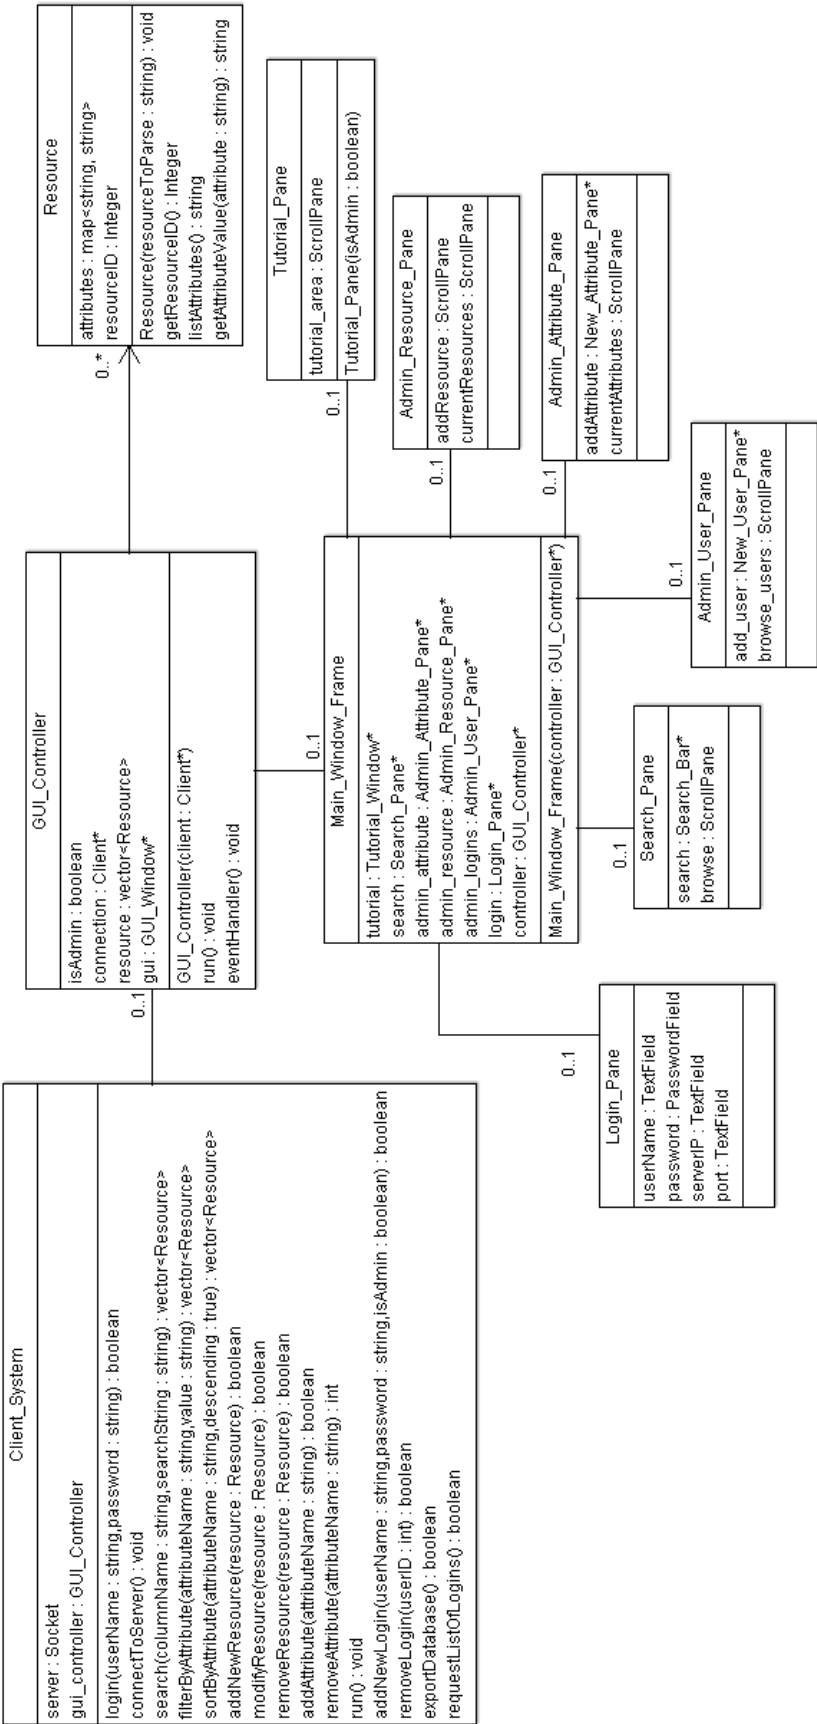 Client_System
server : Socket
gui_controller : GUI_Controller
login(userName : string,password : string) : boolean
connectToServer() : void
search(columnName : string,searchString : string) : vector<Resource>
filterByAttribute(attributeName : string,value : string) : vector<Resource>
sortByAttribute(attributeName : string,descending : true) : vector<Resource>
addNewResource(resource : Resource) : boolean
modifyResource(resource : Resource) : boolean
removeResource(resource : Resource) : boolean
addAttribute(attributeName : string) : boolean
removeAttribute(attributeName : string) : int
run() : void
addNewLogin(userName : string,password : string,isAdmin : boolean) : boolean
removeLogin(userID : int) : boolean
exportDatabase() : boolean
requestListOfLogins() : boolean
0..1
GUI_Controller
isAdmin : boolean
connection : Client*
resource : vector<Resource>
gui : GUI_Window*
GUI_Controller(client : Client*)
run() : void
eventHandler() : void
0..*
Resource
attributes : map<string, string>
resourceID : Integer
Resource(resourceToParse : string) : void
getResourceID() : Integer
listAttributes() : string
getAttributeValue(attribute : string) : string
0..1
Main_Window_Frame
tutorial : Tutorial_Window*
search : Search_Pane*
admin_attribute : Admin_Attribute_Pane*
admin_resource : Admin_Resource_Pane*
admin_logins : Admin_User_Pane*
login : Login_Pane*
controller : GUI_Controller*
Main_Window_Frame(controller : GUI_Controller*)
0..1
Tutorial_Pane
tutorial_area : ScrollPane
Tutorial_Pane(isAdmin : boolean)
0..1
Admin_Resource_Pane
addResource : ScrollPane
currentResources : ScrollPane
0..1
Admin_Attribute_Pane
addAttribute : New_Attribute_Pane*
currentAttributes : ScrollPane
0..1
Login_Pane
userName : TextField
password : PasswordField
serverIP : TextField
port : TextField
0..1
Search_Pane
search : Search_Bar*
browse : ScrollPane
0..1
Admin_User_Pane
add_user : New_User_Pane*
browse_users : ScrollPane